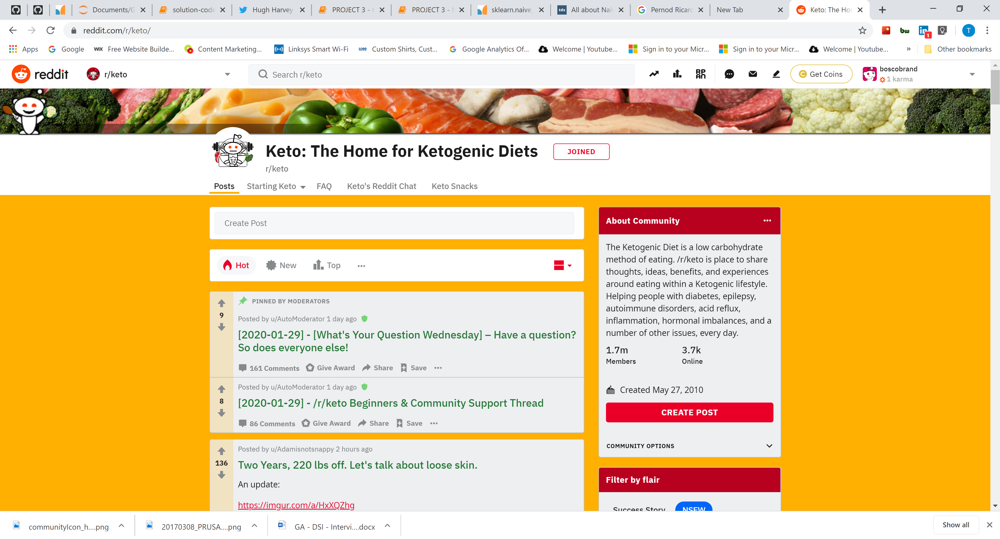 Documents/G
solution-code
Hugh Harvey
PROJECT 3 -
PROJECT 3 -
sklearn.naive_
tds
All about Nai
Pernod Ricard
New Tab
Keto: The Hor
reddit.com/r/keto/
bw
in
1
T
Apps
Google
WIX
Free Website Builde...
Content Marketing...
Linksys Smart Wi-Fi
LOGO
Custom Shirts, Cust...
Google Analytics Of...
Welcome | Youtube...
Sign in to your Micr...
Sign in to your Micr...
Welcome | Youtube...
»
Other bookmarks
reddit
r/keto
Search r/keto
RPAN
Get Coins
boscobrand
1 karma
Keto: The Home for Ketogenic Diets
JOINED
r/keto
Posts
Starting Keto
FAQ
Keto's Reddit Chat
Keto Snacks
Create Post
Hot
New
Top
PINNED BY MODERATORS
9
Posted by u/AutoModerator 1 day ago
[2020-01-29] - [What's Your Question Wednesday] – Have a question?
So does everyone else!
161 Comments
Give Award
Share
Save
Posted by u/AutoModerator 1 day ago
8
[2020-01-29] - /r/keto Beginners & Community Support Thread
86 Comments
Give Award
Share
Save
Posted by u/Adamisnotsnappy 2 hours ago
136
Two Years, 220 lbs off. Let's talk about loose skin.
An update:
https://imgur.com/a/HxXQZhg
About Community
The Ketogenic Diet is a low carbohydrate
method of eating. /r/keto is place to share
thoughts, ideas, benefits, and experiences
around eating within a Ketogenic lifestyle.
Helping people with diabetes, epilepsy,
autoimmune disorders, acid reflux,
inflammation, hormonal imbalances, and a
number of other issues, every day.
1.7m
Members
3.7k
Online
Created May 27, 2010
CREATE POST
COMMUNITY OPTIONS
Filter by flair
Success Story
NSFW
communityIcon_h....png
20170308_PRUSA....png
GA - DSI - Intervi....docx
Show all